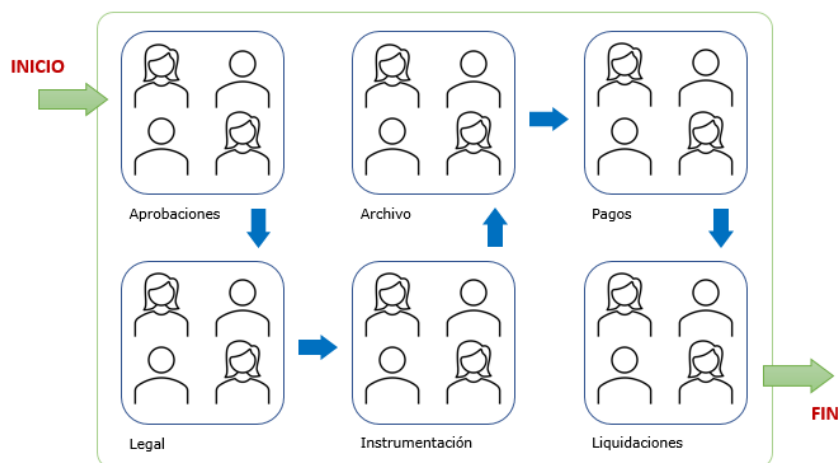 INICIO
Aprobaciones
Archivo
Pagos
Legal
Instrumentación
Liquidaciones
FIN